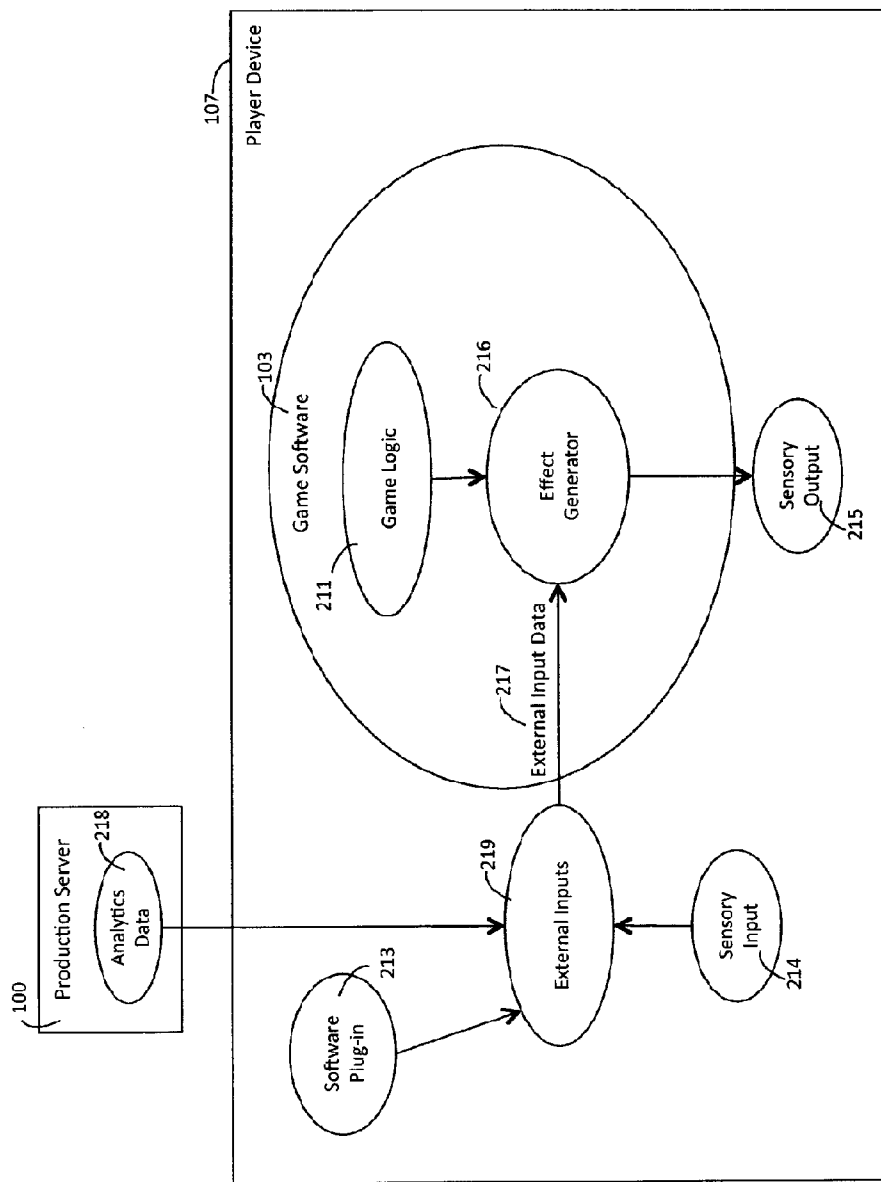 100
Production Server
218
Analytics
Data
107
Player Device
213
Software
Plug-in
219
External Inputs
Sensory
Input
214
217
External Input Data
103
Game Software
211
Game Logic
216
Effect
Generator
Sensory
Output
215